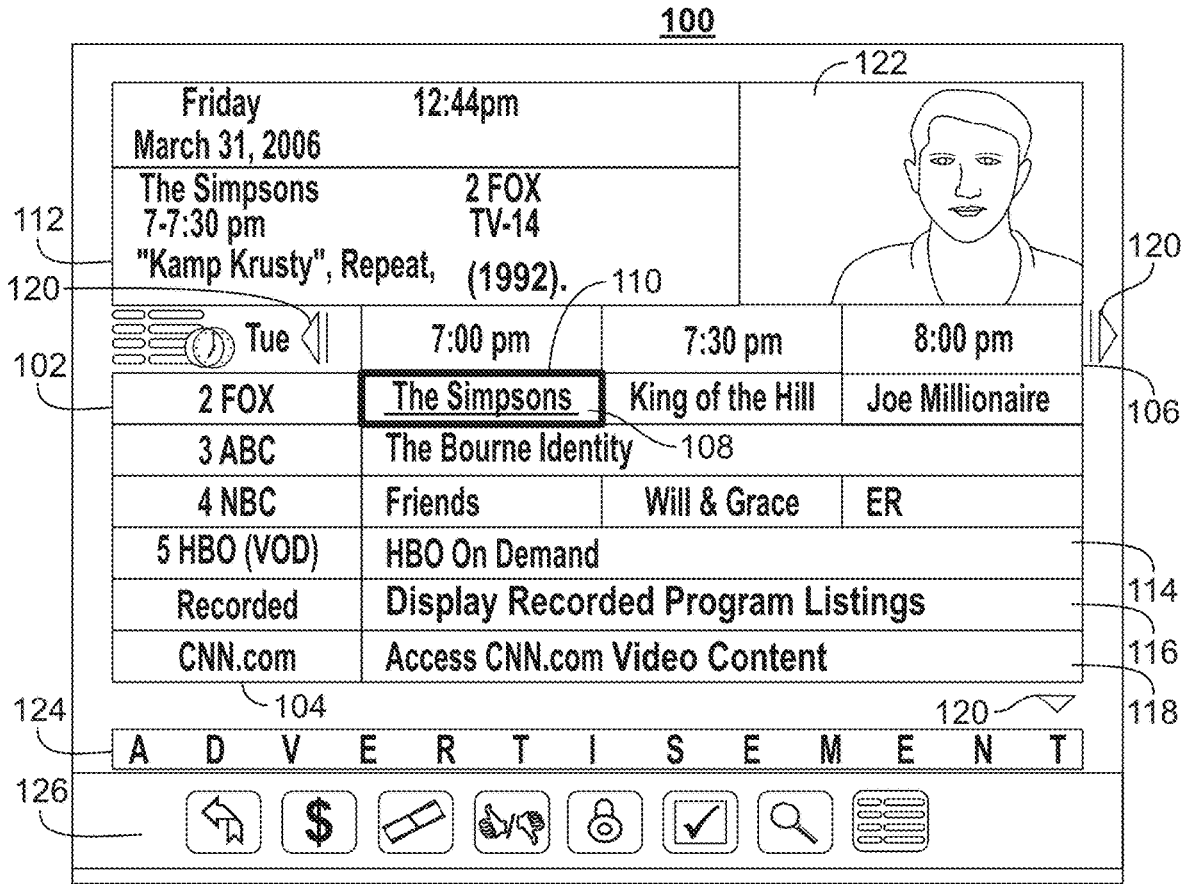 100
122
Friday 12:44pm
March 31, 2006
The Simpsons 2 FOX
7-7:30 pm TV-14
"Kamp Krusty", Repeat, (1992).
112
120
110
120
Tue 7:00 pm 7:30 pm 8:00 pm
102
2 FOX The Simpsons King of the Hill Joe Millionaire
106
108
3 ABC The Bourne Identity
4 NBC Friends Will & Grace ER
5 HBO (VOD) HBO On Demand
114
Recorded Display Recorded Program Listings
116
CNN.com Access CNN.com Video Content
118
104
120
124
A D V E R T I S E M E N T
126
$